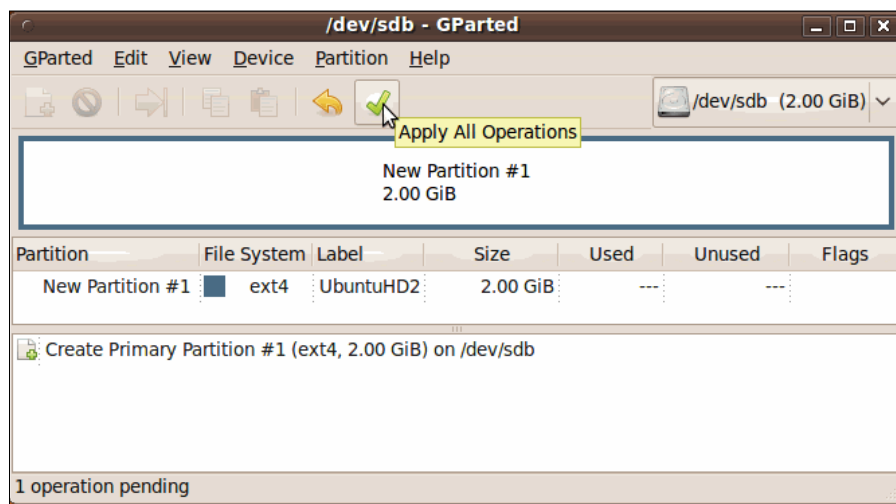 /dev/sdb - GParted
GParted Edit View Device Partition Help
/dev/sdb (2.00 GiB)
Apply All Operations
New Partition #1
2.00 GiB
Partition File System Label Size Used Unused Flags
New Partition #1 ext4 UbuntuHD2 2.00 GiB --- ---
Create Primary Partition #1 (ext4, 2.00 GiB) on /dev/sdb
1 operation pending